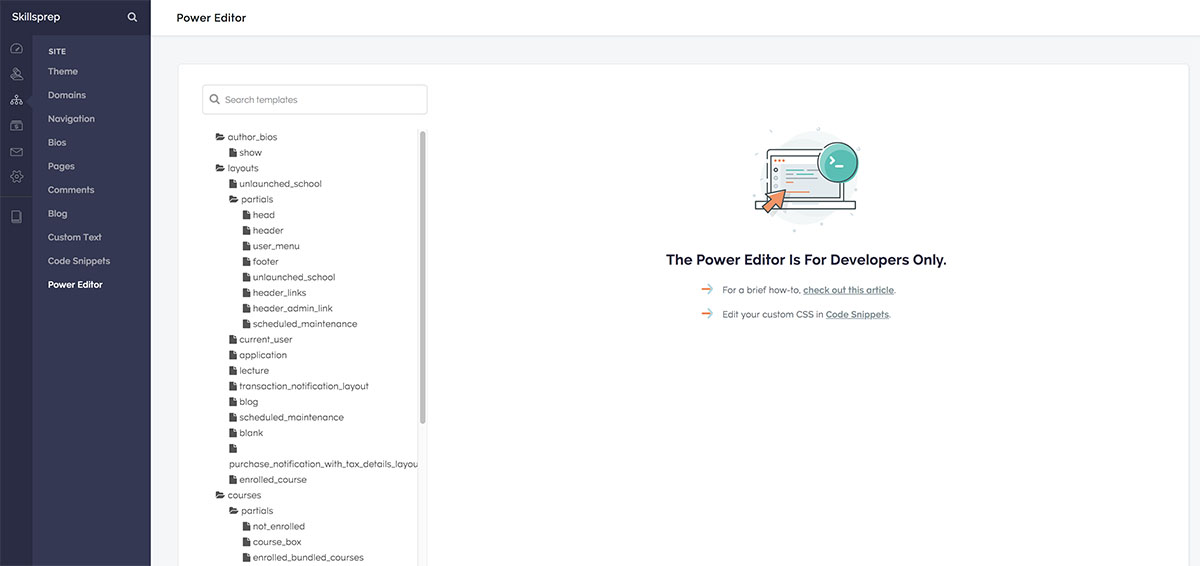 Skillsprep
Power Editor
SITE
Theme
Domains
Navigation
Bios
Pages
Comments
Blog
Custom Text
Code Snippets
Power Editor
Search templates
author_bios
show
layouts
unlaunched_school
partials
head
header
user_menu
footer
unlaunched_school
header_links
header_admin_link
scheduled_maintenance
current_user
application
lecture
transaction_notification_layout
blog
scheduled_maintenance
blank
purchase_notification_with_tax_details_layou
enrolled_course
courses
partials
not_enrolled
course_box
enrolled_bundled_courses
The Power Editor Is For Developers Only.
For a brief how-to, check out this article.
Edit your custom CSS in Code Snippets.